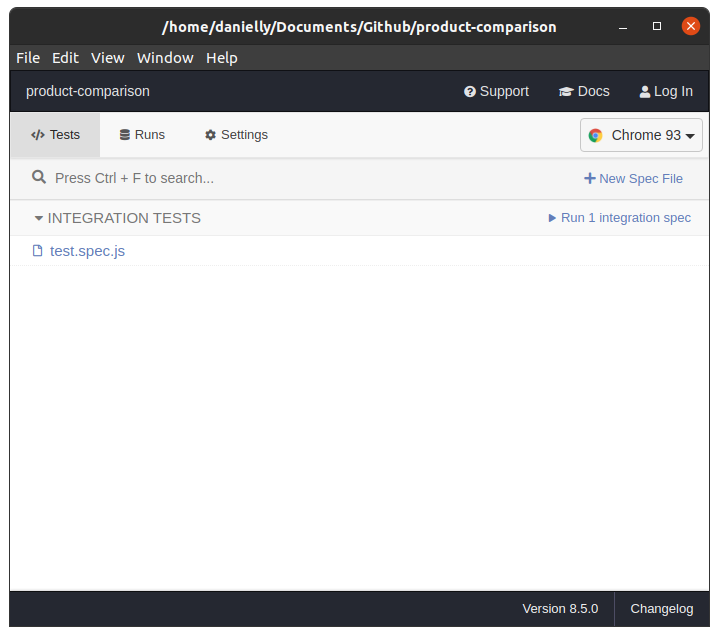 /home/danielly/Documents/Github/product-comparison
File Edit View Window Help
product-comparison Support Docs Log In
Tests Runs Settings Chrome 93
Press Ctrl + F to search... New Spec File
INTEGRATION TESTS Run 1 integration spec
test.spec.js
Version 8.5.0 Changelog